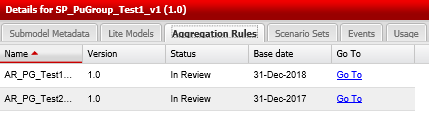 Details for SP_PuGroup_Test1_v1 (1.0)
Submodel Metadata Lite Models Aggregation Rules Scenario Sets Events Usage
Name Version Status Base date Go To
AR_PG_Test1... 1.0 In Review 31-Dec-2018 Go To
AR_PG_Test2... 1.0 In Review 31-Dec-2017 Go To